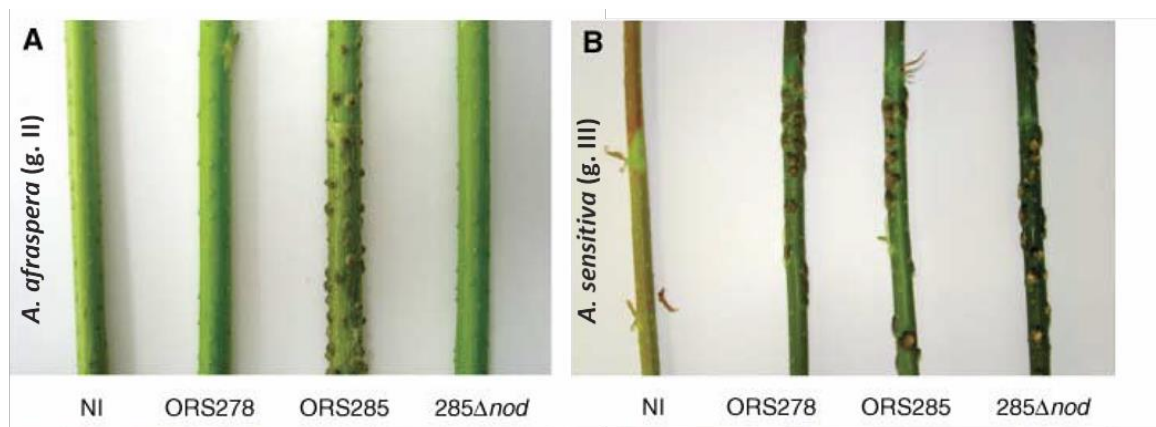 A
A. afraspera (g. II)
NI ORS278 ORS285 285Δnod
B
A. sensitiva (g. III)
NI ORS278 ORS285 285Δnod